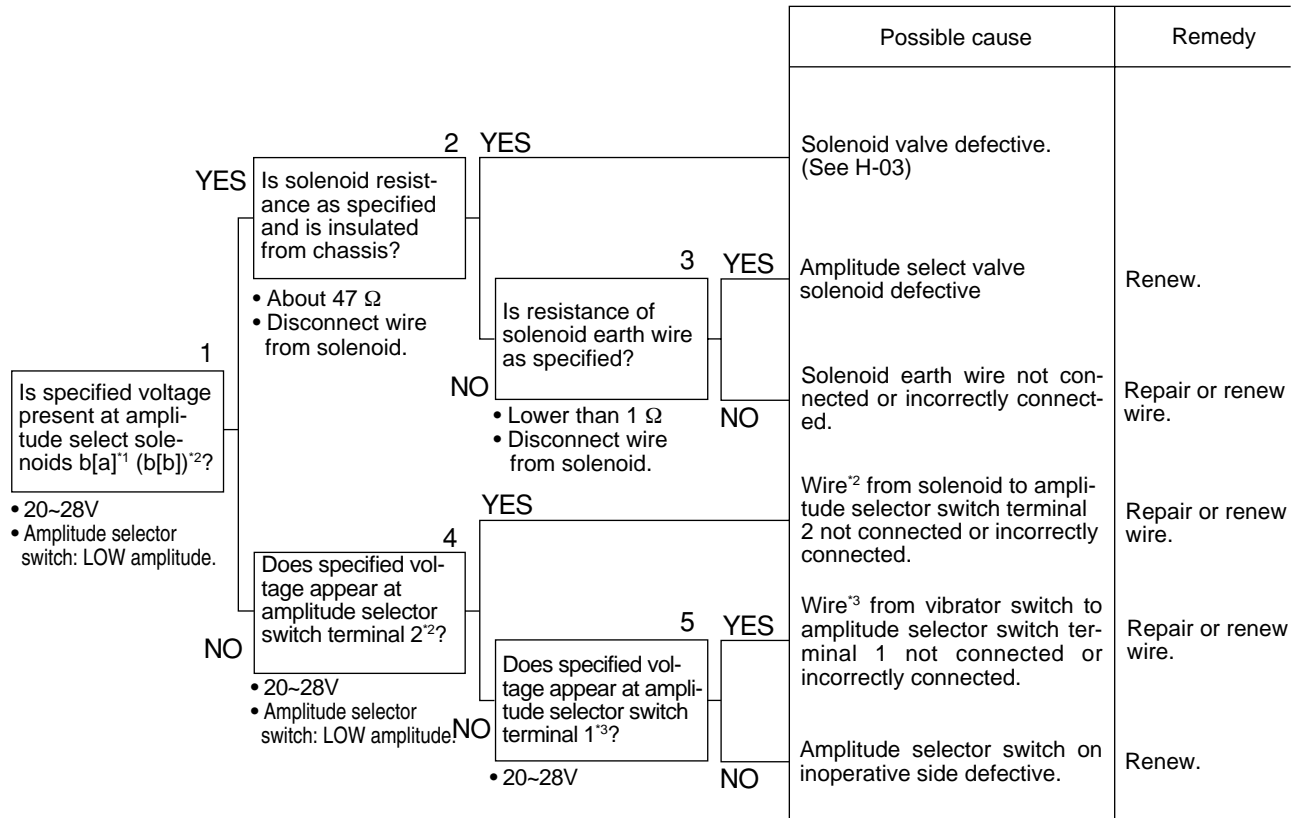 Possible cause
Remedy
2
YES
Solenoid valve defective.
(See H-03)
YES
Is solenoid resist-
ance as specified
and is insulated
from chassis?
• About 47 Ω
• Disconnect wire
from solenoid.
3
YES
Amplitude select valve
solenoid defective
Renew.
Is resistance of
solenoid earth wire
as specified?
NO
• Lower than 1 Ω
• Disconnect wire
from solenoid.
NO
Solenoid earth wire not con-
nected or incorrectly connect-
ed.
Repair or renew
wire.
1
Is specified voltage
present at ampli-
tude select sole-
noids b[a]*1 (b[b])*2?
• 20~28V
• Amplitude selector
switch: LOW amplitude.
YES
Wire*2 from solenoid to ampli-
tude selector switch terminal
2 not connected or incorrectly
connected.
Repair or renew
wire.
4
Does specified vol-
tage appear at
amplitude selector
switch terminal 2*2?
NO
• 20~28V
• Amplitude selector
switch: LOW amplitude.
5
YES
Wire*3 from vibrator switch to
amplitude selector switch ter-
minal 1 not connected or
incorrectly connected.
Repair or renew
wire.
Does specified vol-
tage appear at ampli-
tude selector switch
terminal 1*3?
NO
• 20~28V
NO
Amplitude selector switch on
inoperative side defective.
Renew.